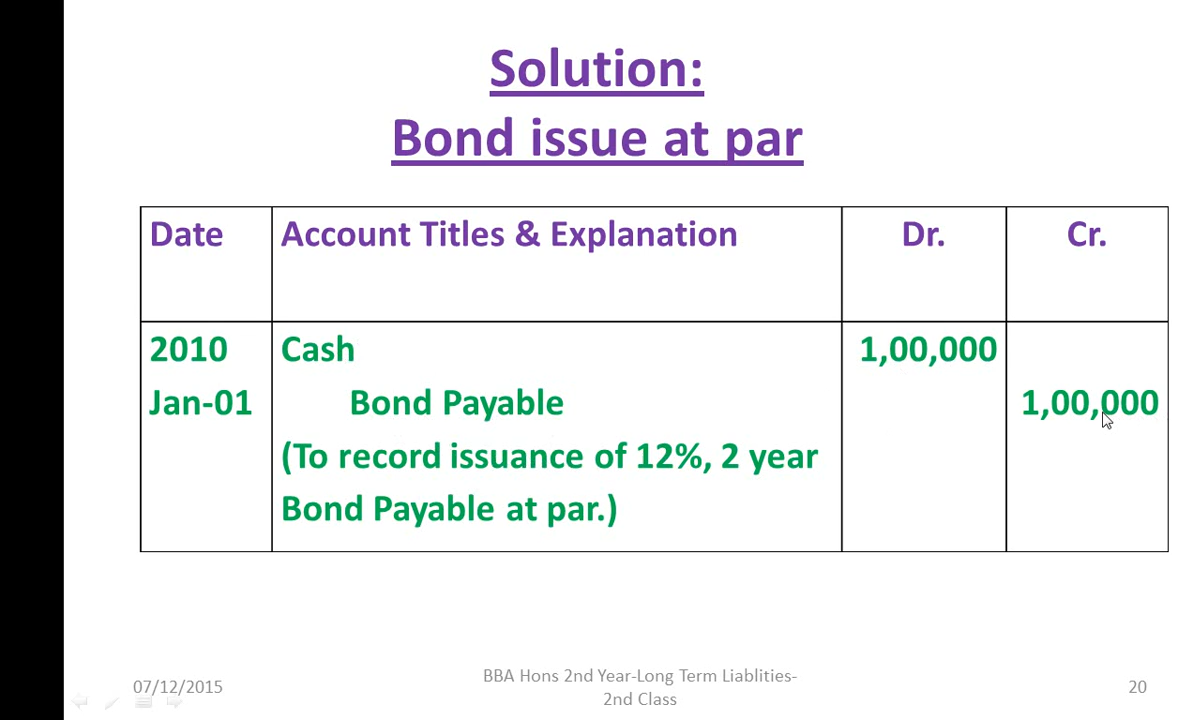 Solution:
Bond issue at par
Date Account Titles & Explanation Dr. Cr.
2010 Cash 1,00,000
Jan-01 Bond Payable 1,00,000
(To record issuance of 12%, 2 year
Bond Payable at par.)
07/12/2015
BBA Hons 2nd Year-Long Term Liablities-
2nd Class
20